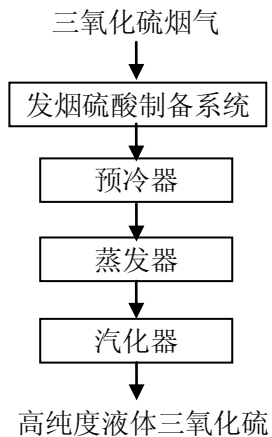 三氧化硫烟气
发烟硫酸制备系统
预冷器
蒸发器
汽化器
高纯度液体三氧化硫